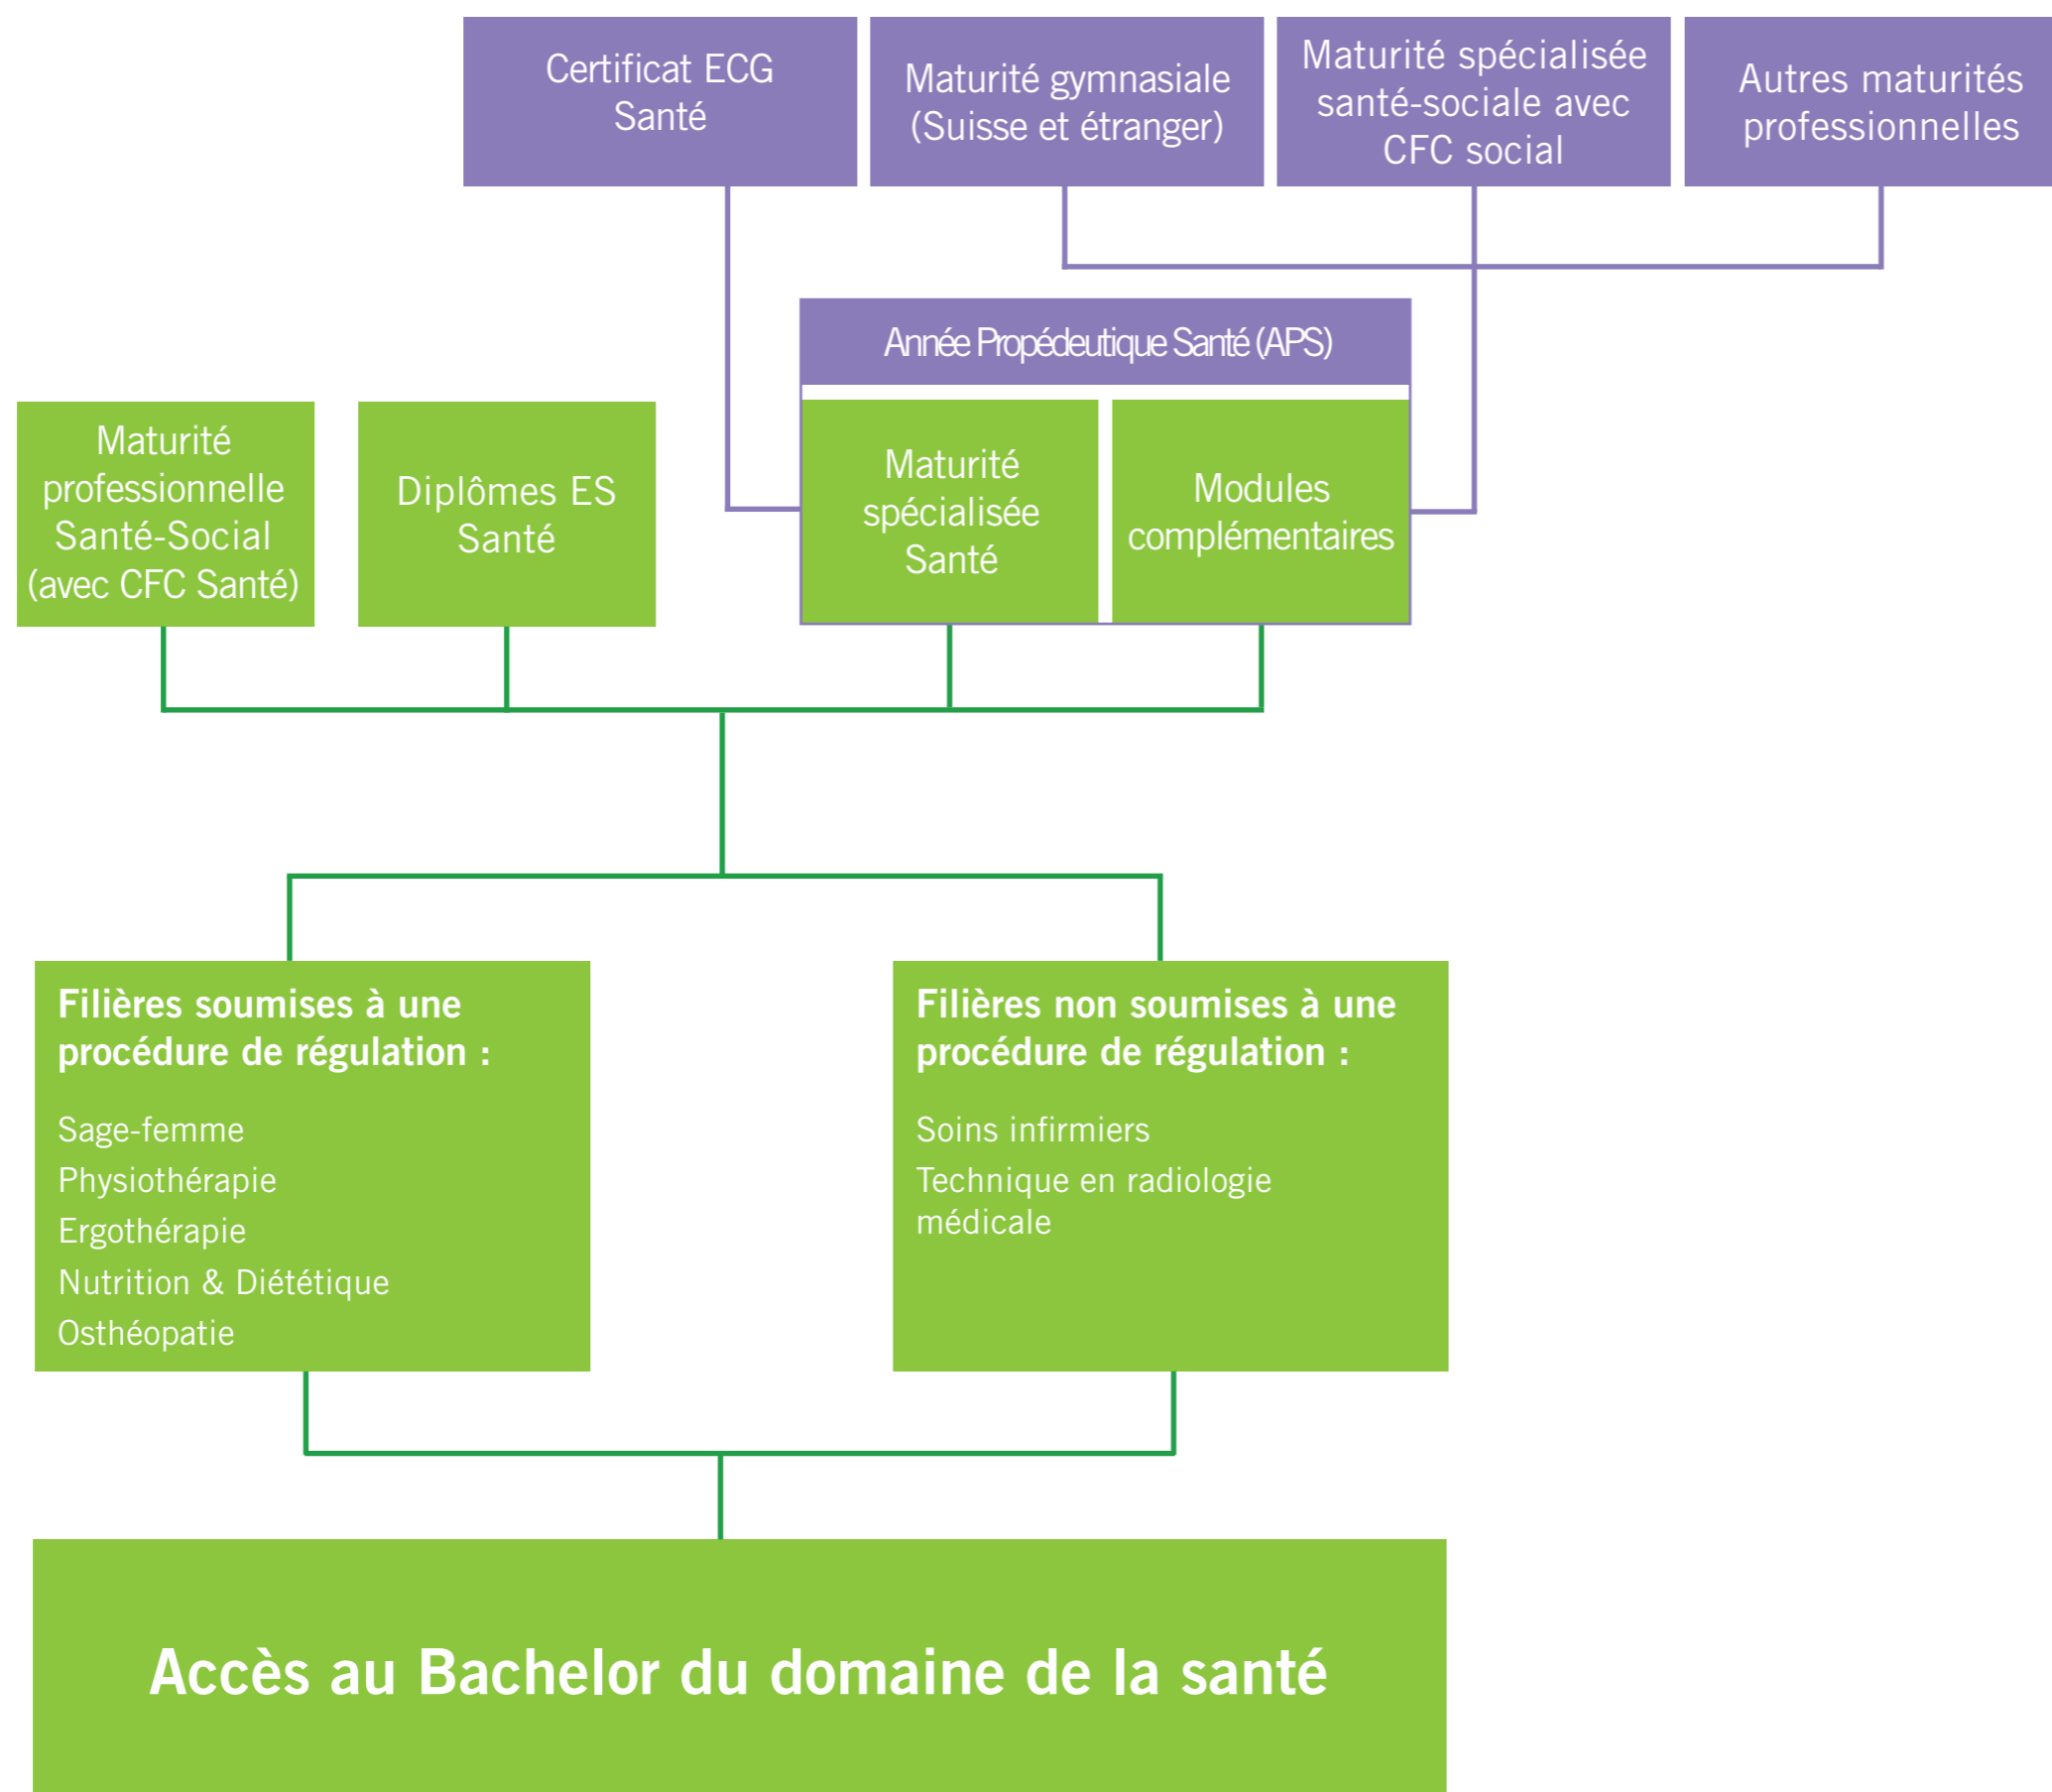 Certificat ECG
Santé
Maturité gymnasiale
(Suisse et étranger)
Maturité spécialisée
santé-sociale avec
CFC social
Autres maturités
professionnelles
Année Propédeutique Santé (APS)
Maturité
professionnelle
Santé-Social
(avec CFC Santé)
Diplômes ES
Santé
Maturité
spécialisée
Santé
Modules
complémentaires
Filières soumises à une
procédure de régulation :
Sage-femme
Physiothérapie
Ergothérapie
Nutrition & Diététique
Osthéopatie
Filières non soumises à une
procédure de régulation :
Soins infirmiers
Technique en radiologie
médicale
Accès au Bachelor du domaine de la santé